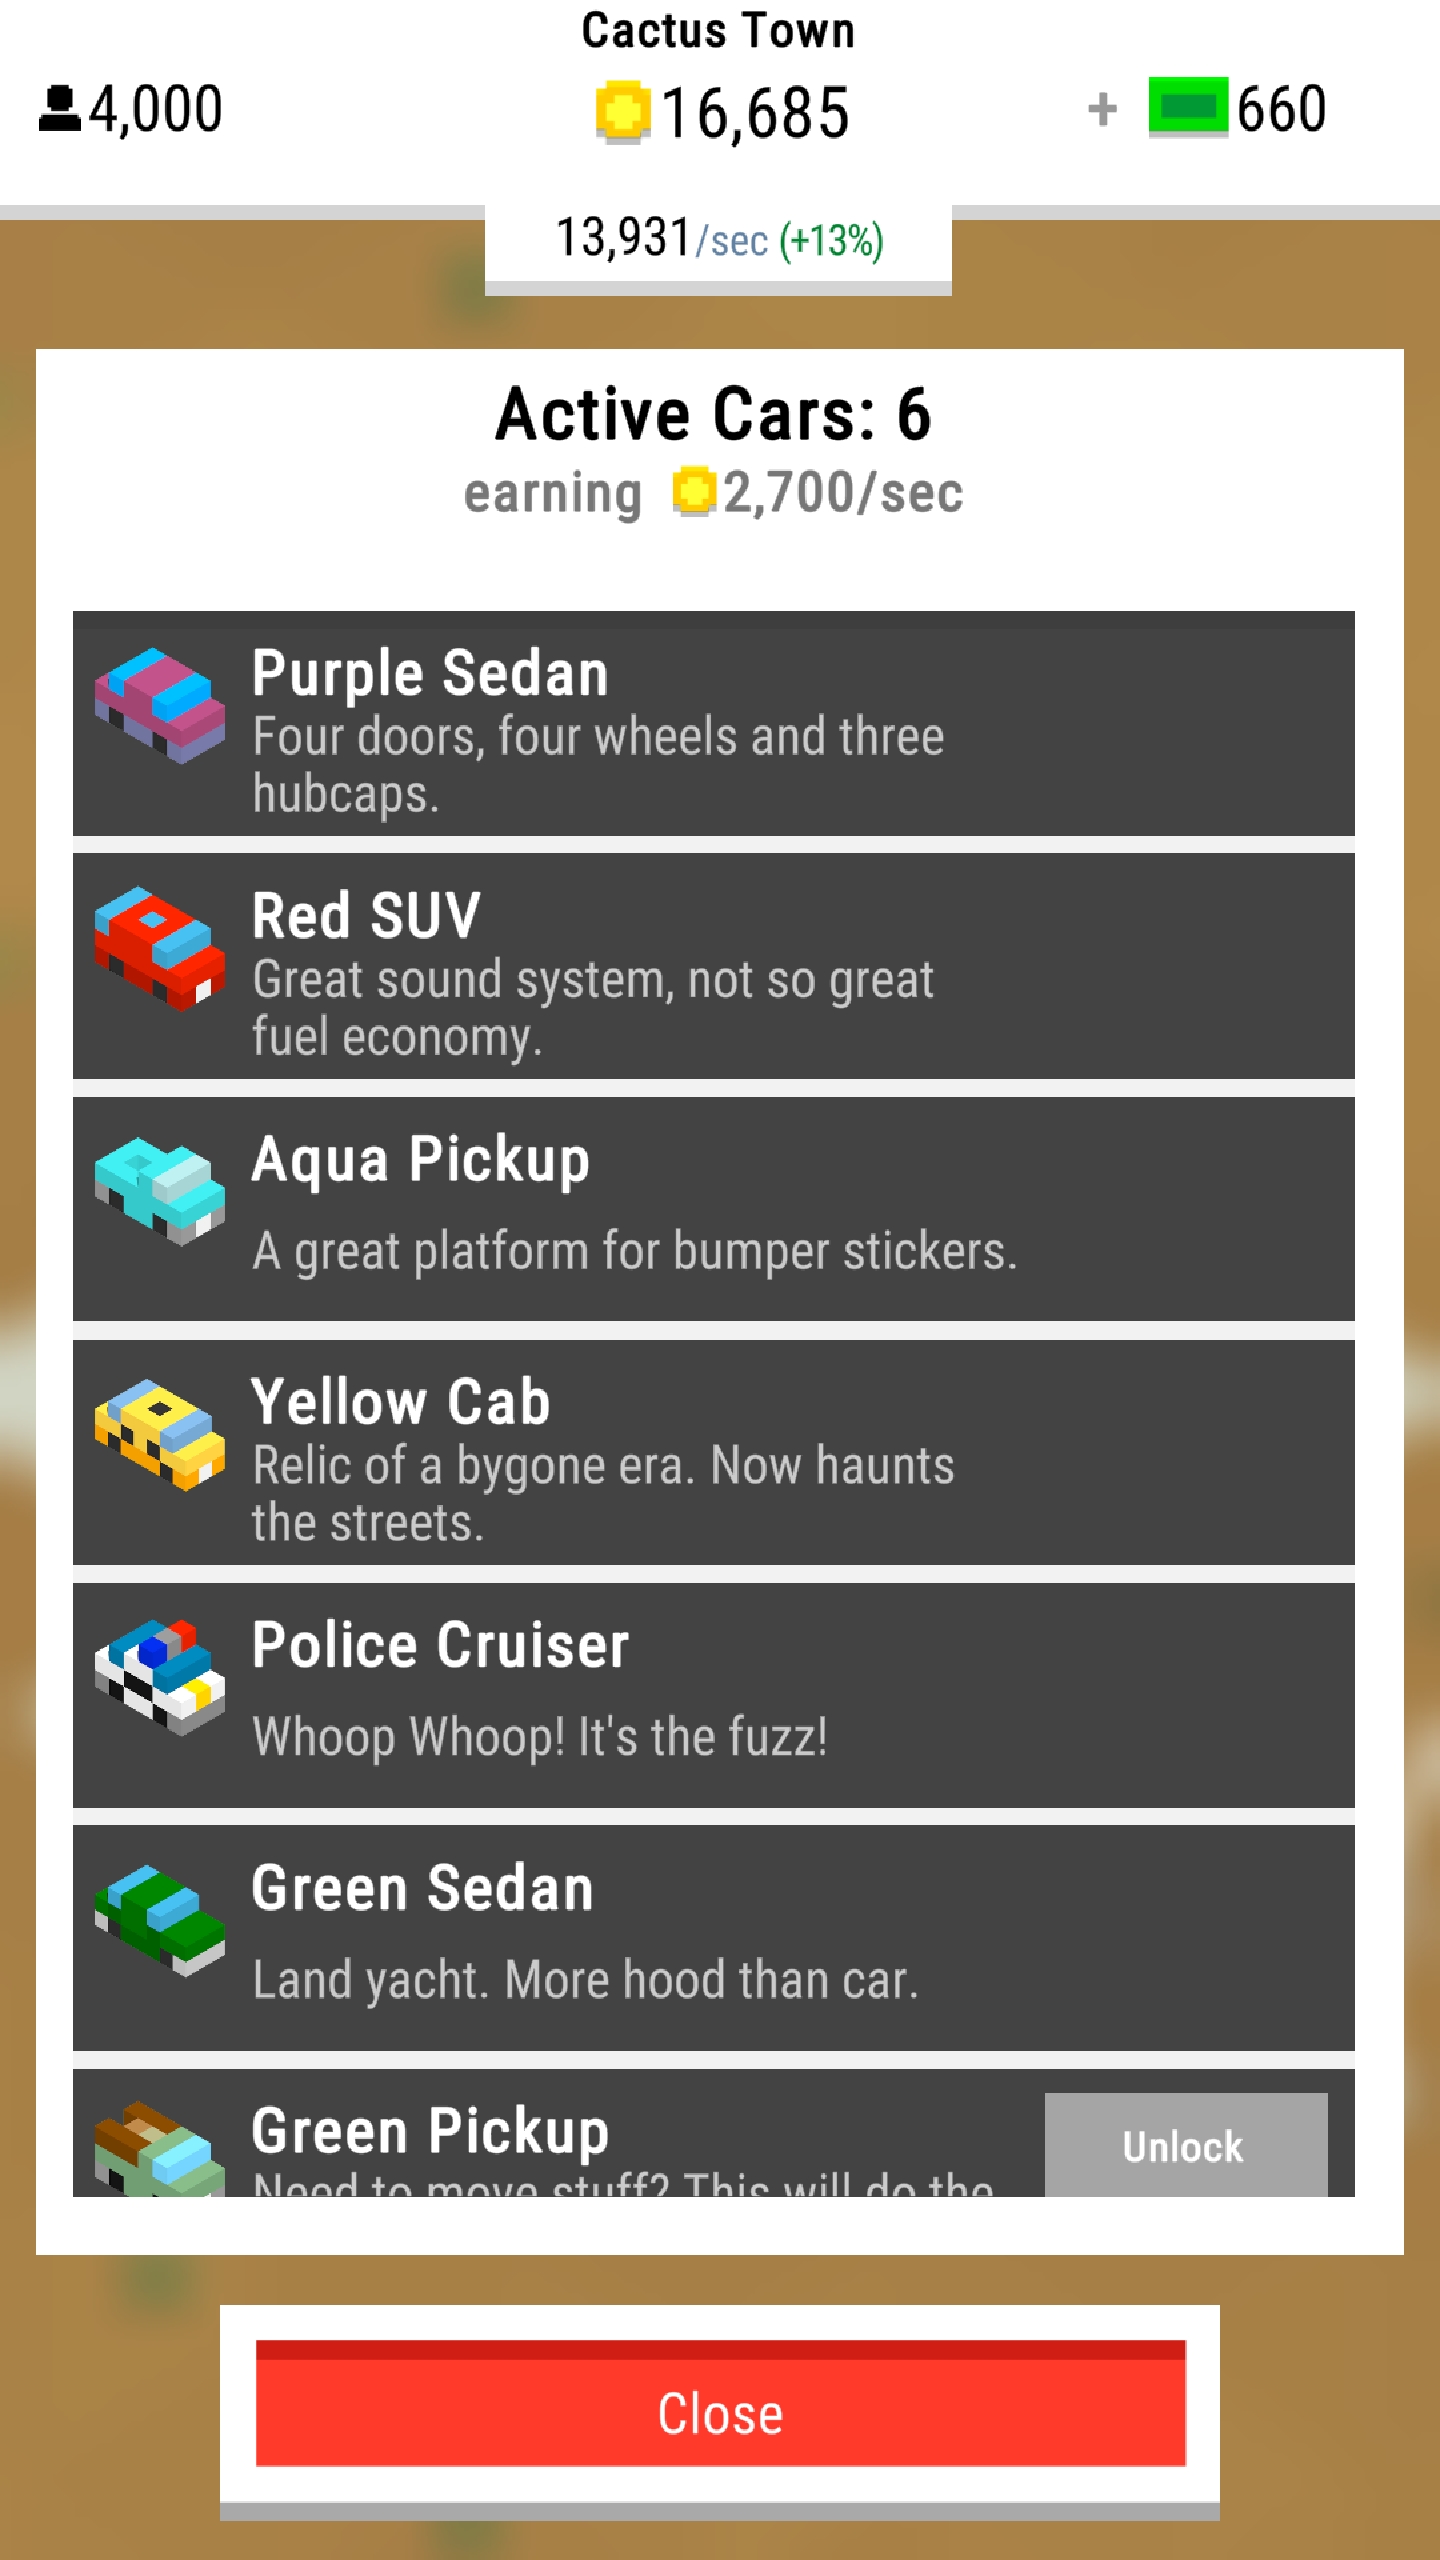 Cactus Town
4,000
16,685
+ 660
13,931/sec (+13%)
Active Cars: 6
earning 2,700/sec
Purple Sedan
Four doors, four wheels and three
hubcaps.
Red SUV
Great sound system, not so great
fuel economy.
Aqua Pickup
A great platform for bumper stickers.
Yellow Cab
Relic of a bygone era. Now haunts
the streets.
Police Cruiser
Whoop Whoop! It's the fuzz!
Green Sedan
Land yacht. More hood than car.
Green Pickup
Unlock
Need to move stuff? This will do the
Close